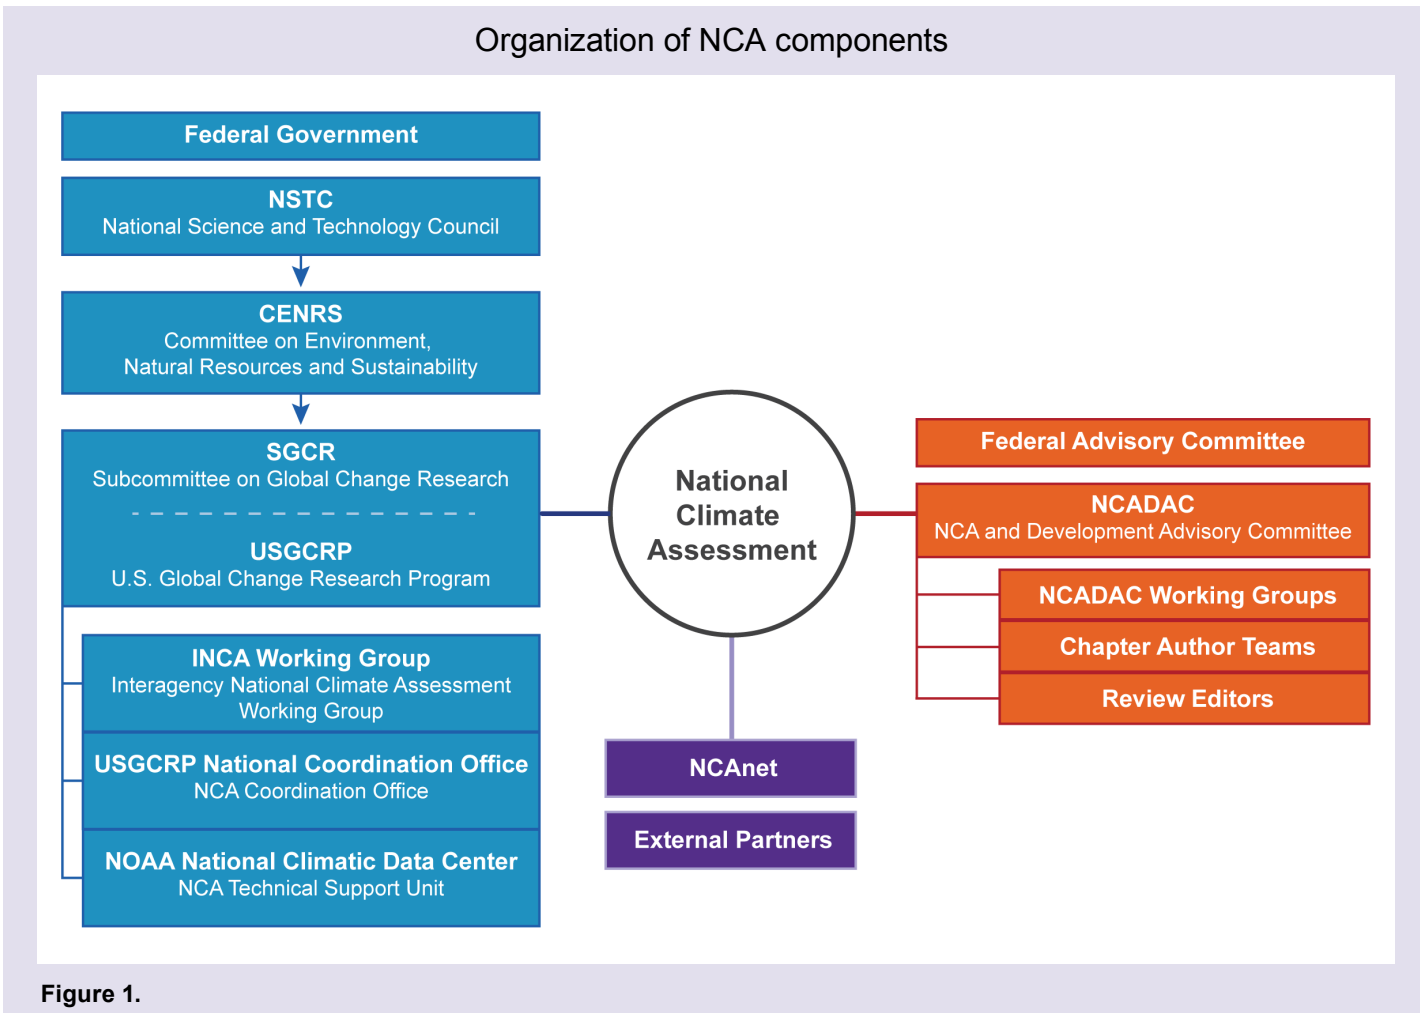 Organization of NCA components
Federal Government
NSTC
National Science and Technology Council
CENRS
Committee on Environment,
Natural Resources and Sustainability
SGCR
Subcommittee on Global Change Research
USGCRP
U.S. Global Change Research Program
INCA Working Group
Interagency National Climate Assessment
Working Group
USGCRP National Coordination Office
NCA Coordination Office
NOAA National Climatic Data Center
NCA Technical Support Unit
National
Climate
Assessment
NCAnet
External Partners
Federal Advisory Committee
NCADAC
NCA and Development Advisory Committee
NCADAC Working Groups
Chapter Author Teams
Review Editors
Figure 1.